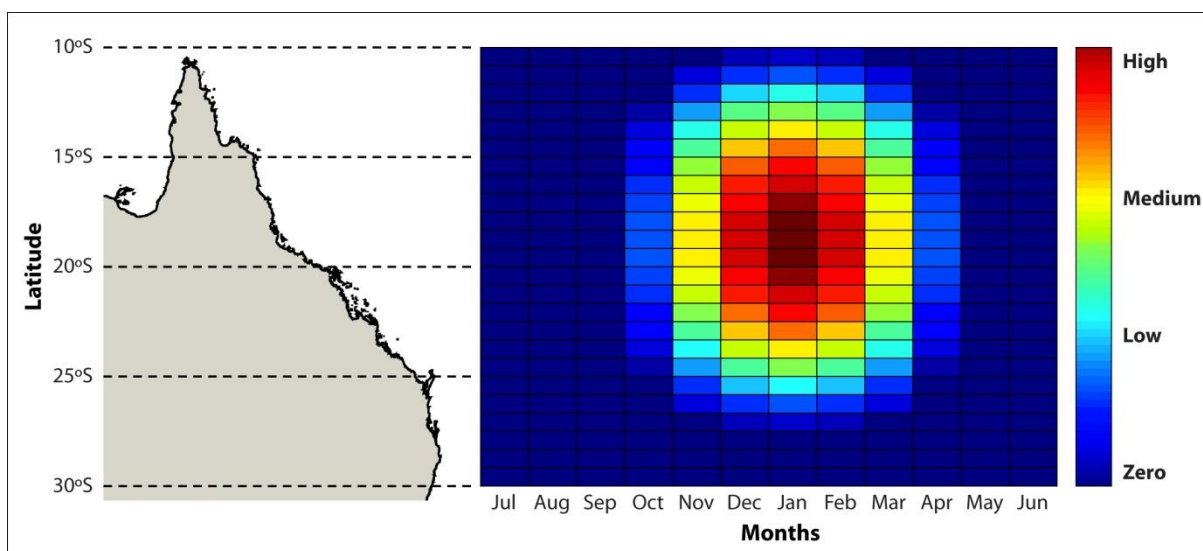 10ºS
15ºS
20ºS
25ºS
30ºS
Latitude
Jul Aug Sep Oct Nov Dec Jan Feb Mar Apr May Jun
Months
High
Medium
Low
Zero